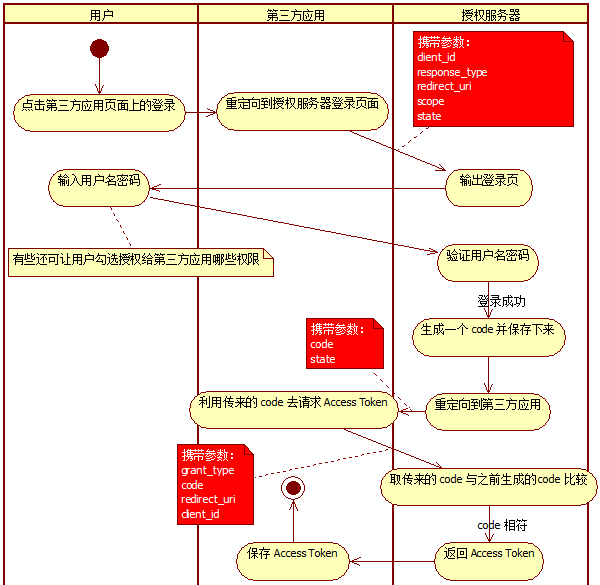 用户
第三方应用
授权服务器
携带参数：
client_id
response_type
redirect_uri
scope
state
点击第三方应用页面上的登录
重定向到授权服务器登录页面
输入用户名密码
输出登录页
有些还可让用户勾选授权给第三方应用哪些权限
验证用户名密码
登录成功
生成一个 code 并保存下来
携带参数：
code
state
利用传来的 code 去请求 Access Token
重定向到第三方应用
携带参数：
grant_type
code
redirect_uri
client_id
取传来的 code 与之前生成的code 比较
code 相符
保存 Access Token
返回 Access Token